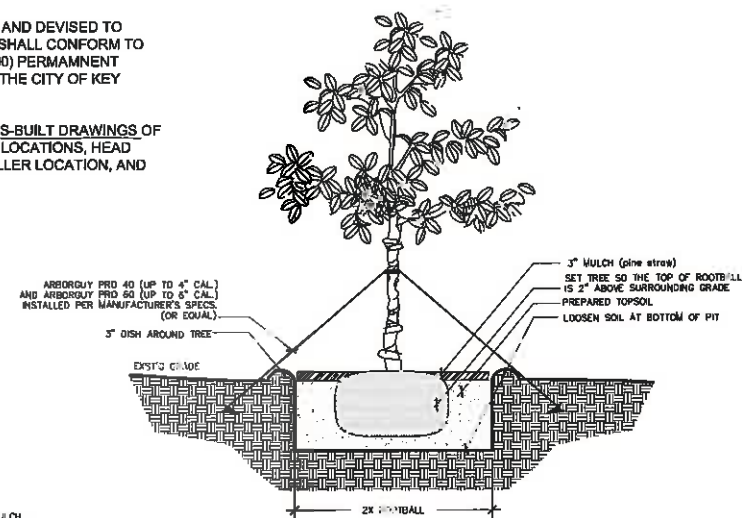 AND DEVISED TO
SHALL CONFORM TO
PERMAMNENT
THE CITY OF KEY
S-BUILT DRAWINGS OF
LOCATIONS, HEAD
LLER LOCATION, AND
ARBORGUY PRO 40 (UP TO 4" CAL.)
AND ARBORGUY PRO 60 (UP TO 6" CAL.)
INSTALLED PER MANUFACTURER'S SPECS.
(OR EQUAL)
3" DISH AROUND TREE
EXIST'G GRADE
3" MULCH (pine straw)
SET TREE SO THE TOP OF ROOTBALL
IS 2" ABOVE SURROUNDING GRADE
PREPARED TOPSOIL
LOOSEN SOIL AT BOTTOM OF PIT
2X ROOTBALL